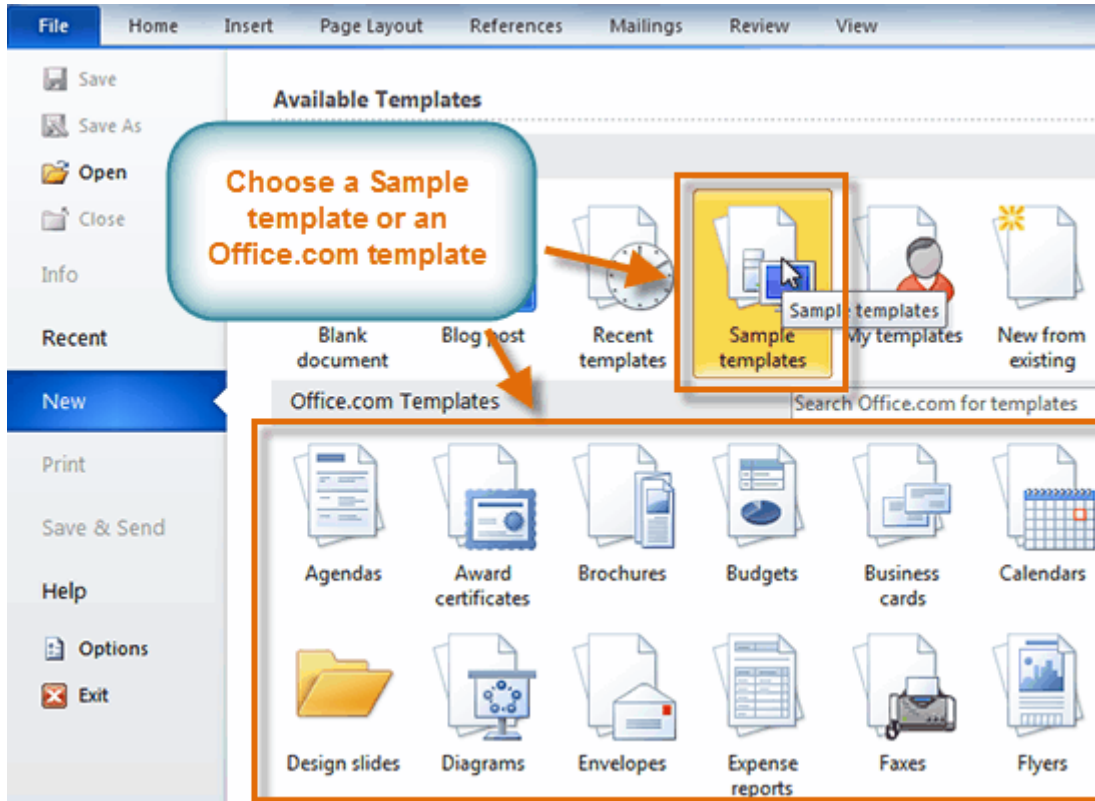 File Home Insert Page Layout References Mailings Review View
Save
Save As
Open
Close
Info
Recent
New
Print
Save & Send
Help
Options
Exit
Available Templates
Choose a Sample
template or an
Office.com template
Blank
document
Blog post
Recent
templates
Sample
templates
My templates
New from
existing
Sample templates
Office.com Templates
Search Office.com for templates
Agendas
Award
certificates
Brochures
Budgets
Business
cards
Calendars
Design slides
Diagrams
Envelopes
Expense
reports
Faxes
Flyers